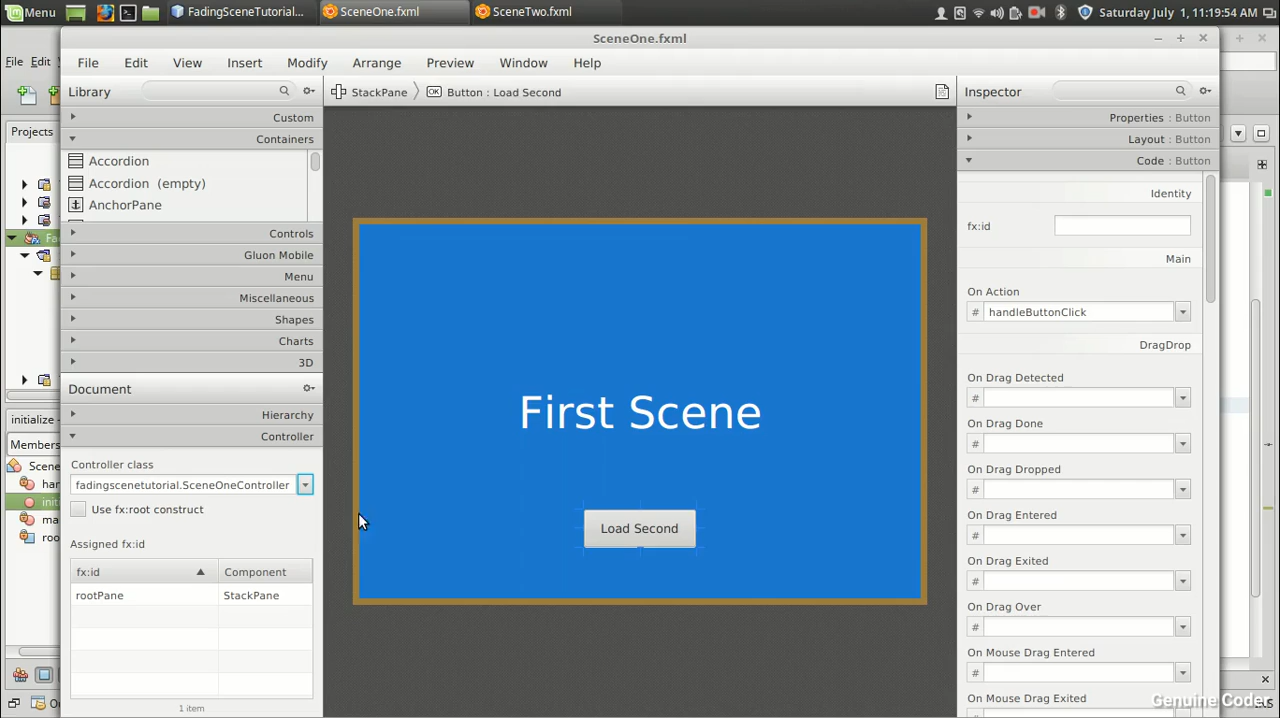 Menu
FadingSceneTutorial...
SceneOne.fxml
SceneTwo.fxml
Saturday July 1, 11:19:54 AM
SceneOne.fxml
File Edit
File Edit View Insert Modify Arrange Preview Window Help
Library
StackPane
OK Button : Load Second
Inspector
Projects
Custom
Containers
Accordion
Accordion (empty)
AnchorPane
Controls
Gluon Mobile
Menu
Miscellaneous
Shapes
Charts
3D
Document
Hierarchy
Controller
Controller class
fadingscenetutorial.SceneOneController
Use fx:root construct
Assigned fx:id
fx:id Component
rootPane StackPane
1 item
initialize -
Members
Scen
First Scene
Load Second
Properties : Button
Layout : Button
Code : Button
Identity
fx:id
Main
On Action
# handleButtonClick
DragDrop
On Drag Detected
#
On Drag Done
#
On Drag Dropped
#
On Drag Entered
#
On Drag Exited
#
On Drag Over
#
On Mouse Drag Entered
#
On Mouse Drag Exited
Genuine Coder